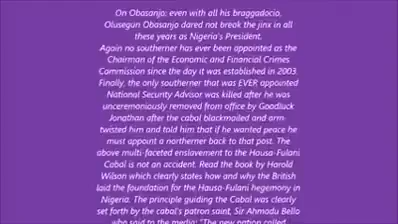 On Obasanjo: even with all his braggadocio,
Olusegun Obasanjo dared not break the jinx in all
these years as Nigeria's President.
Again no southerner has ever been appointed as the
Chairman of the Economic and Financial Crimes
Commission since the day it was established in 2003.
Finally, the only southerner that was EVER appointed
National Security Advisor was killed after he was
unceremoniously removed from office by Goodluck
Jonathan after the cabal blackmailed and arm-
twisted him and told him that if he wanted peace he
must appoint a northerner back to that post. The
above multi-faceted enslavement to the Hausa-Fulani
Cabal is not an accident. Read the book by Harold
Wilson which clearly states how and why the British
laid the foundation for the Hausa-Fulani hegemony in
Nigeria. The principle guiding the Cabal was clearly
set forth by the cabal's patron saint, Sir Ahmadu Bello
who said to the media: "The new nation called